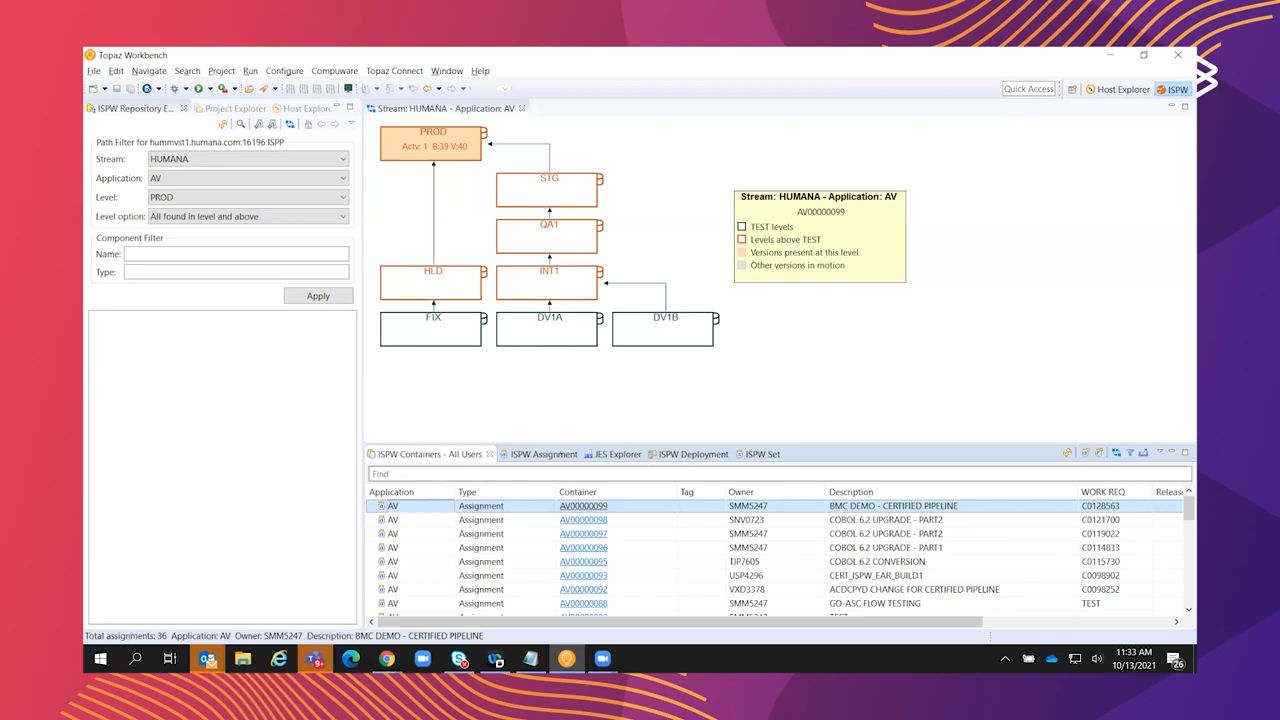 Topaz Workbench
File Edit Navigate Search Project Run Configure Compuware Topaz Connect Window Help
Quick Access
Host Explorer
ISPW
ISPW Repository E...
Project Explorer
Host Explor
Path Filter for hummvst1.humana.com:16196 ISPP
Stream: HUMANA
Application: AV
Level: PROD
Level option: All found in level and above
Component Filter
Name:
Type:
Apply
Stream: HUMANA - Application: AV
PROD
Actv: 1 8:39 V:40
STG
QA1
HLD
INT1
FIX
DV1A
DV1B
Stream: HUMANA - Application: AV
AV00000099
TEST levels
Levels above TEST
Versions present at this level
Other versions in motion
ISPW Containers - All Users
ISPW Assignment
JES Explorer
ISPW Deployment
ISPW Set
Find
Application Type Container Tag Owner Description WORK REQ Release
AV Assignment AV00000099 SMM5247 BMC DEMO - CERTIFIED PIPELINE C0128563
AV Assignment AV00000098 SNV0723 COBOL 6.2 UPGRADE - PART2 C0121700
AV Assignment AV00000097 SMM5247 COBOL 6.2 UPGRADE - PART2 C0119022
AV Assignment AV00000096 SMM5247 COBOL 6.2 UPGRADE - PART1 C0114833
AV Assignment AV00000095 TJP7605 COBOL 6.2 CONVERSION C0115730
AV Assignment AV00000093 USP4296 CERT_ISPW_EAR_BUILD1 C0098902
AV Assignment AV00000092 VXD3378 ACDCPYD CHANGE FOR CERTIFIED PIPELINE C0098252
AV Assignment AV00000088 SMM5247 GO-ASC FLOW TESTING TEST
Total assignments: 36 Application: AV Owner: SMM5247 Description: BMC DEMO - CERTIFIED PIPELINE
11:33 AM
10/13/2021
26